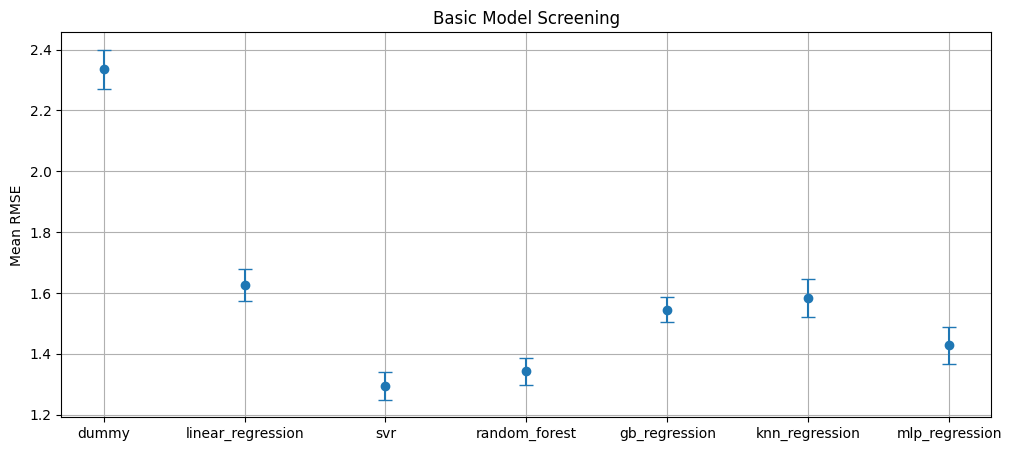 Basic Model Screening
Mean RMSE
2.4
2.2
2.0
1.8
1.6
1.4
1.2
dummy linear_regression svr random_forest gb_regression knn_regression mlp_regression